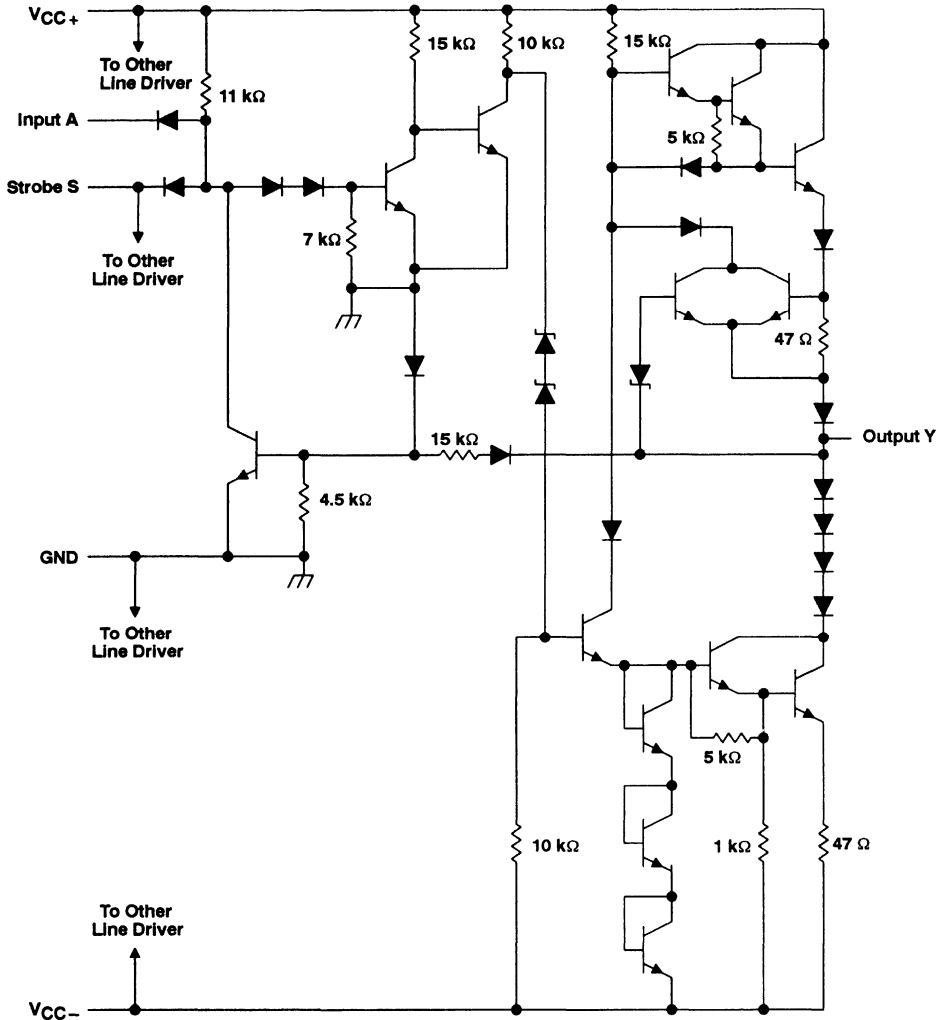 VCC+
15 kΩ
10 kΩ
15 kΩ
To Other
Line Driver
11 kΩ
Input A
5 kΩ
Strobe S
7 kΩ
To Other
Line Driver
47 Ω
15 kΩ
Output Y
4.5 kΩ
GND
To Other
Line Driver
5 kΩ
10 kΩ
1 kΩ
47 Ω
To Other
Line Driver
VCC−